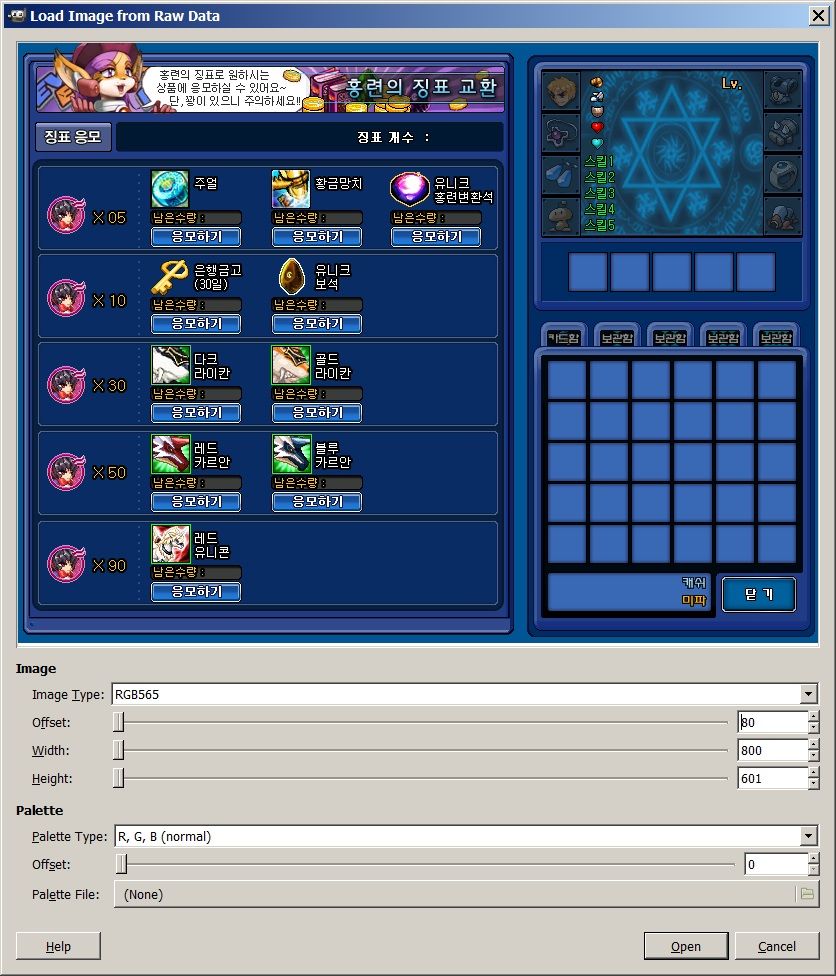 Load Image from Raw Data
홍련의 징표로 원하시는
상품에 응모하실 수 있어요~
단, 꽝이 있으니 주의하세요!!
홍련의 징표 교환
징표 응모
징표 개수 :
X 05
주얼
남은수량 :
응모하기
황금망치
남은수량 :
응모하기
유니크
홍련변환석
남은수량 :
응모하기
X 10
은행금고
(30일)
남은수량 :
응모하기
유니크
보석
남은수량 :
응모하기
X 30
다크
라이칸
남은수량 :
응모하기
골드
라이칸
남은수량 :
응모하기
X 50
레드
카르얀
남은수량 :
응모하기
블루
카르얀
남은수량 :
응모하기
X 90
레드
유니콘
남은수량 :
응모하기
Lv.
스킬1
스킬2
스킬3
스킬4
스킬5
카드함
보관함
보관함
보관함
보관함
캐쉬
미파
닫 기
Image
Image Type:
RGB565
Offset:
80
Width:
800
Height:
601
Palette
Palette Type:
R, G, B (normal)
Offset:
0
Palette File:
(None)
Help
Open
Cancel